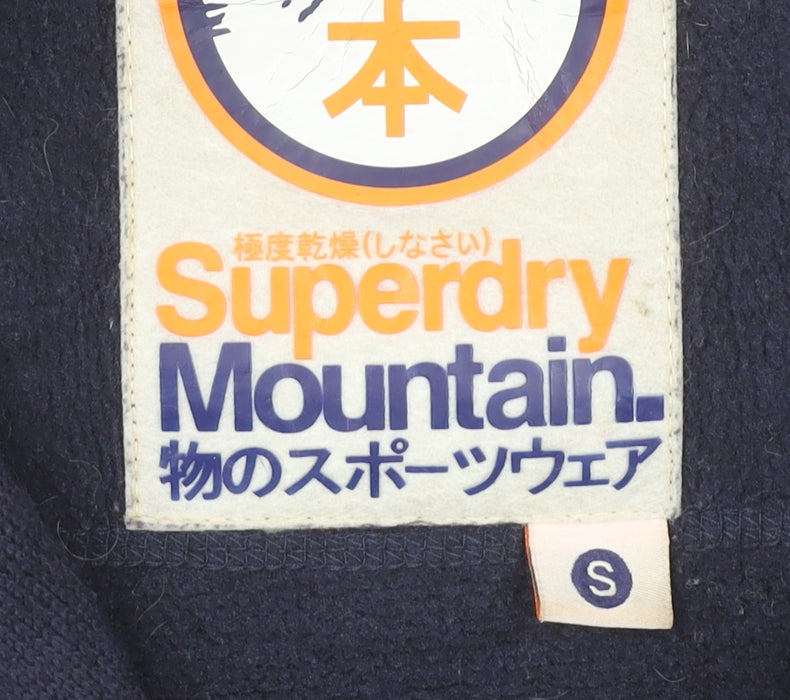 本
極度乾燥(しなさい)
Superdry
Mountain.
物のスポーツウェア
S